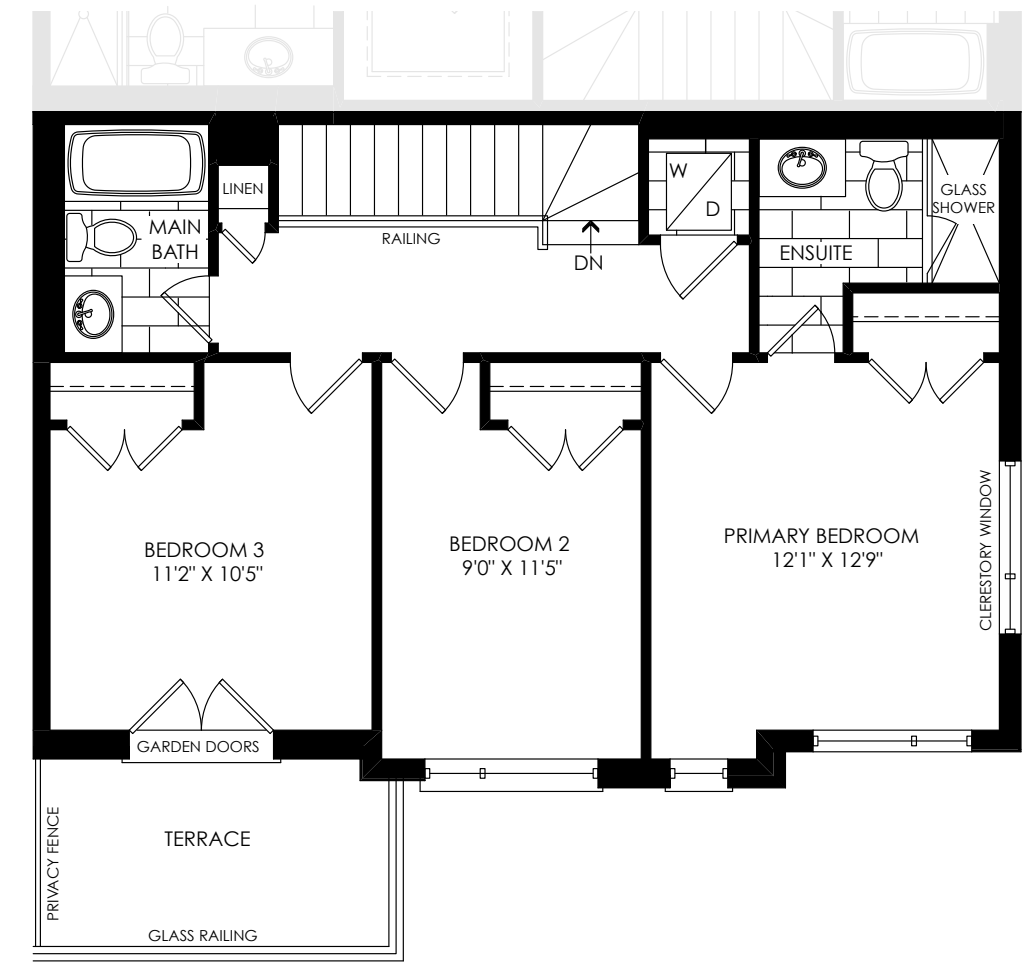 LINEN
W
D
GLASS
SHOWER
MAIN
BATH
RAILING
DN
ENSUITE
BEDROOM 3
11'2" X 10'5"
BEDROOM 2
9'0" X 11'5"
PRIMARY BEDROOM
12'1" X 12'9"
CLERESTORY WINDOW
GARDEN DOORS
PRIVACY FENCE
TERRACE
GLASS RAILING